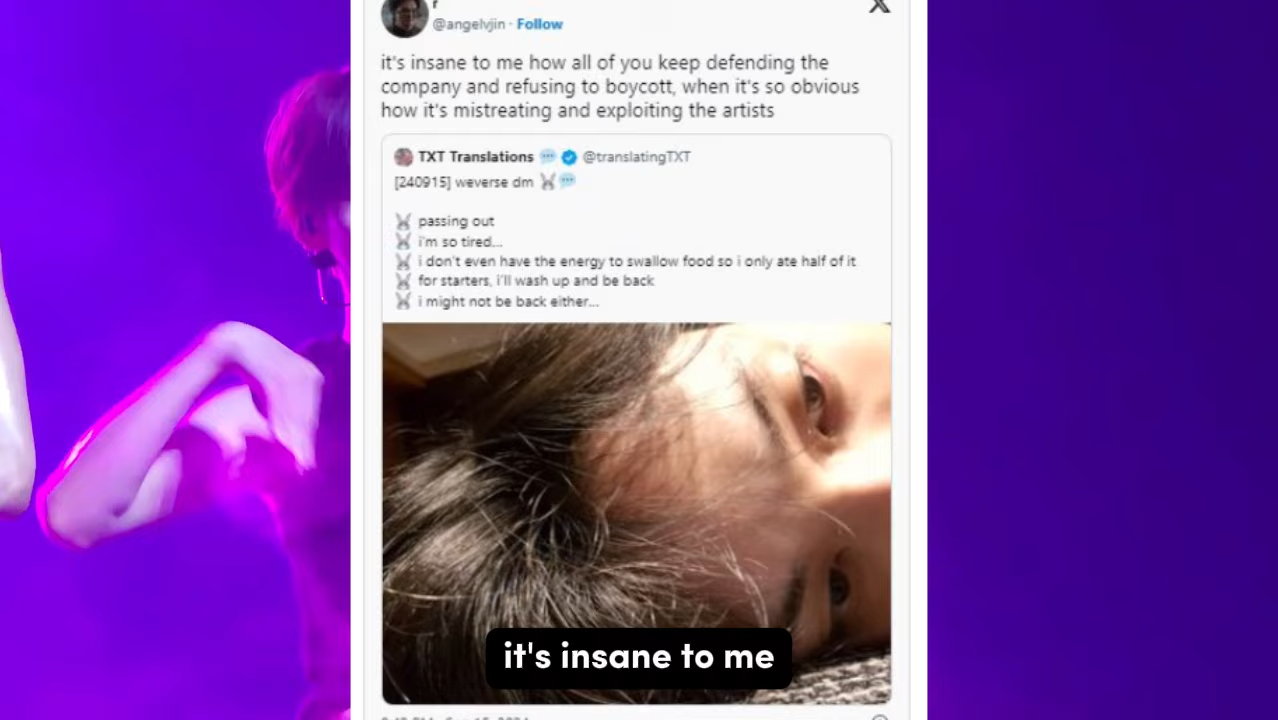 r
@angelvjin · Follow
it's insane to me how all of you keep defending the
company and refusing to boycott, when it's so obvious
how it's mistreating and exploiting the artists
TXT Translations @translatingTXT
[240915] weverse dm
passing out
i'm so tired...
i don't even have the energy to swallow food so i only ate half of it
for starters, i'll wash up and be back
i might not be back either...
it's insane to me